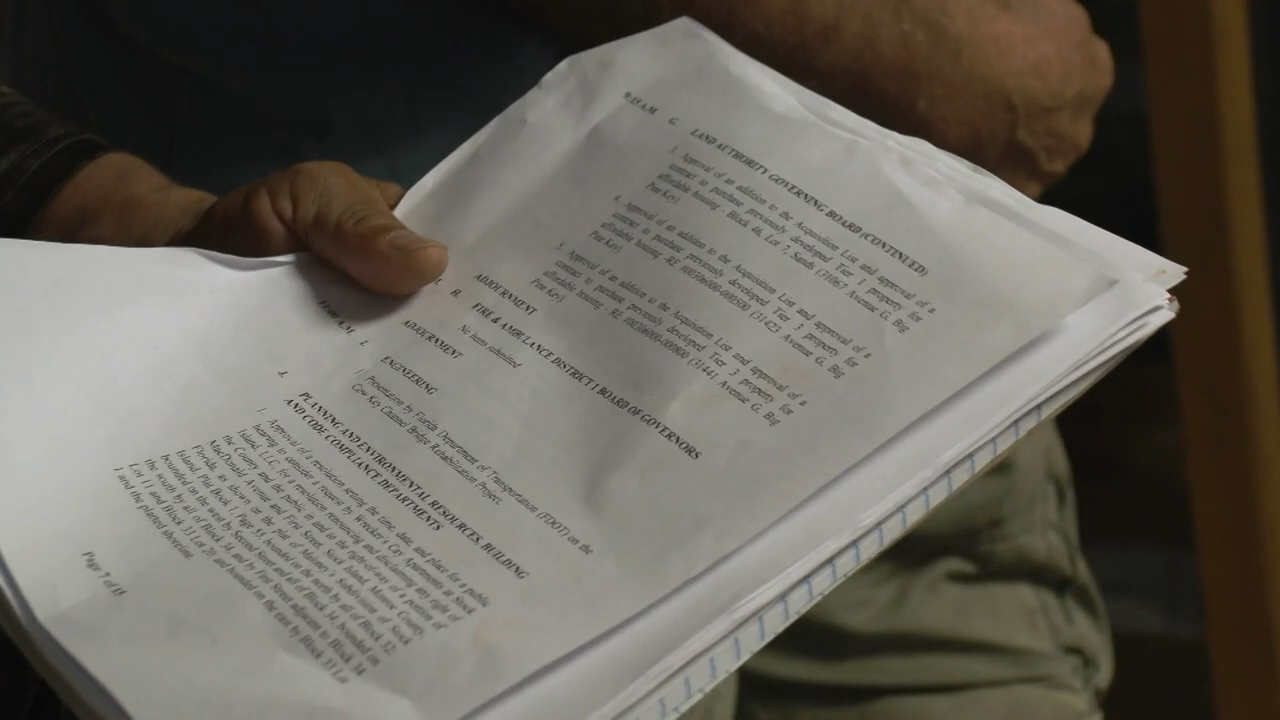 9:15 A.M. G. LAND AUTHORITY GOVERNING BOARD (CONTINUED)
3. Approval of an addition to the Acquisition List and approval of a
contract to purchase previously developed Tier 1 property for
affordable housing - Block 46, Lot 7, Sands (31067 Avenue G, Big
Pine Key)
4. Approval of an addition to the Acquisition List and approval of a
contract to purchase previously developed Tier 3 property for
affordable housing - RE (31423 Avenue G, Big
Pine Key)
5. Approval of an addition to the Acquisition List and approval of a
contract to purchase previously developed Tier 3 property for
affordable housing - RE (31441 Avenue G, Big
Pine Key)
ADJOURNMENT
H. FIRE & AMBULANCE DISTRICT 1 BOARD OF GOVERNORS
No items submitted
ADJOURNMENT
A.M. I. ENGINEERING
Presentation by Florida Department of Transportation (FDOT) on the
Cow Key Channel Bridge Rehabilitation Project.
J. PLANNING AND ENVIRONMENTAL RESOURCES, BUILDING
AND CODE COMPLIANCE DEPARTMENTS
1. Approval of a resolution setting the time, date, and place for a public
hearing to consider a request by Wrecker's Cay Apartments at Stock
Island, LLC, for a resolution renouncing and disclaiming any right of
the County and the public in and to the right-of-way of a portion of
MacDonald Avenue and First Street, Stock Island, Monroe County,
Florida, as shown on the Plat of Maloney's Subdivision of Stock
Island Plat Book 1, Page 55, bounded on the north by all of Block 32;
bounded on the west by Second Street and all of Block 34, bounded on
the south by all of Block 34, and by First Street adjacent to Block 34
Lot 11 and Block 33 Lot 20; and bounded on the east by Block 33 Lot
1 and the platted shoreline.
Page 7 of